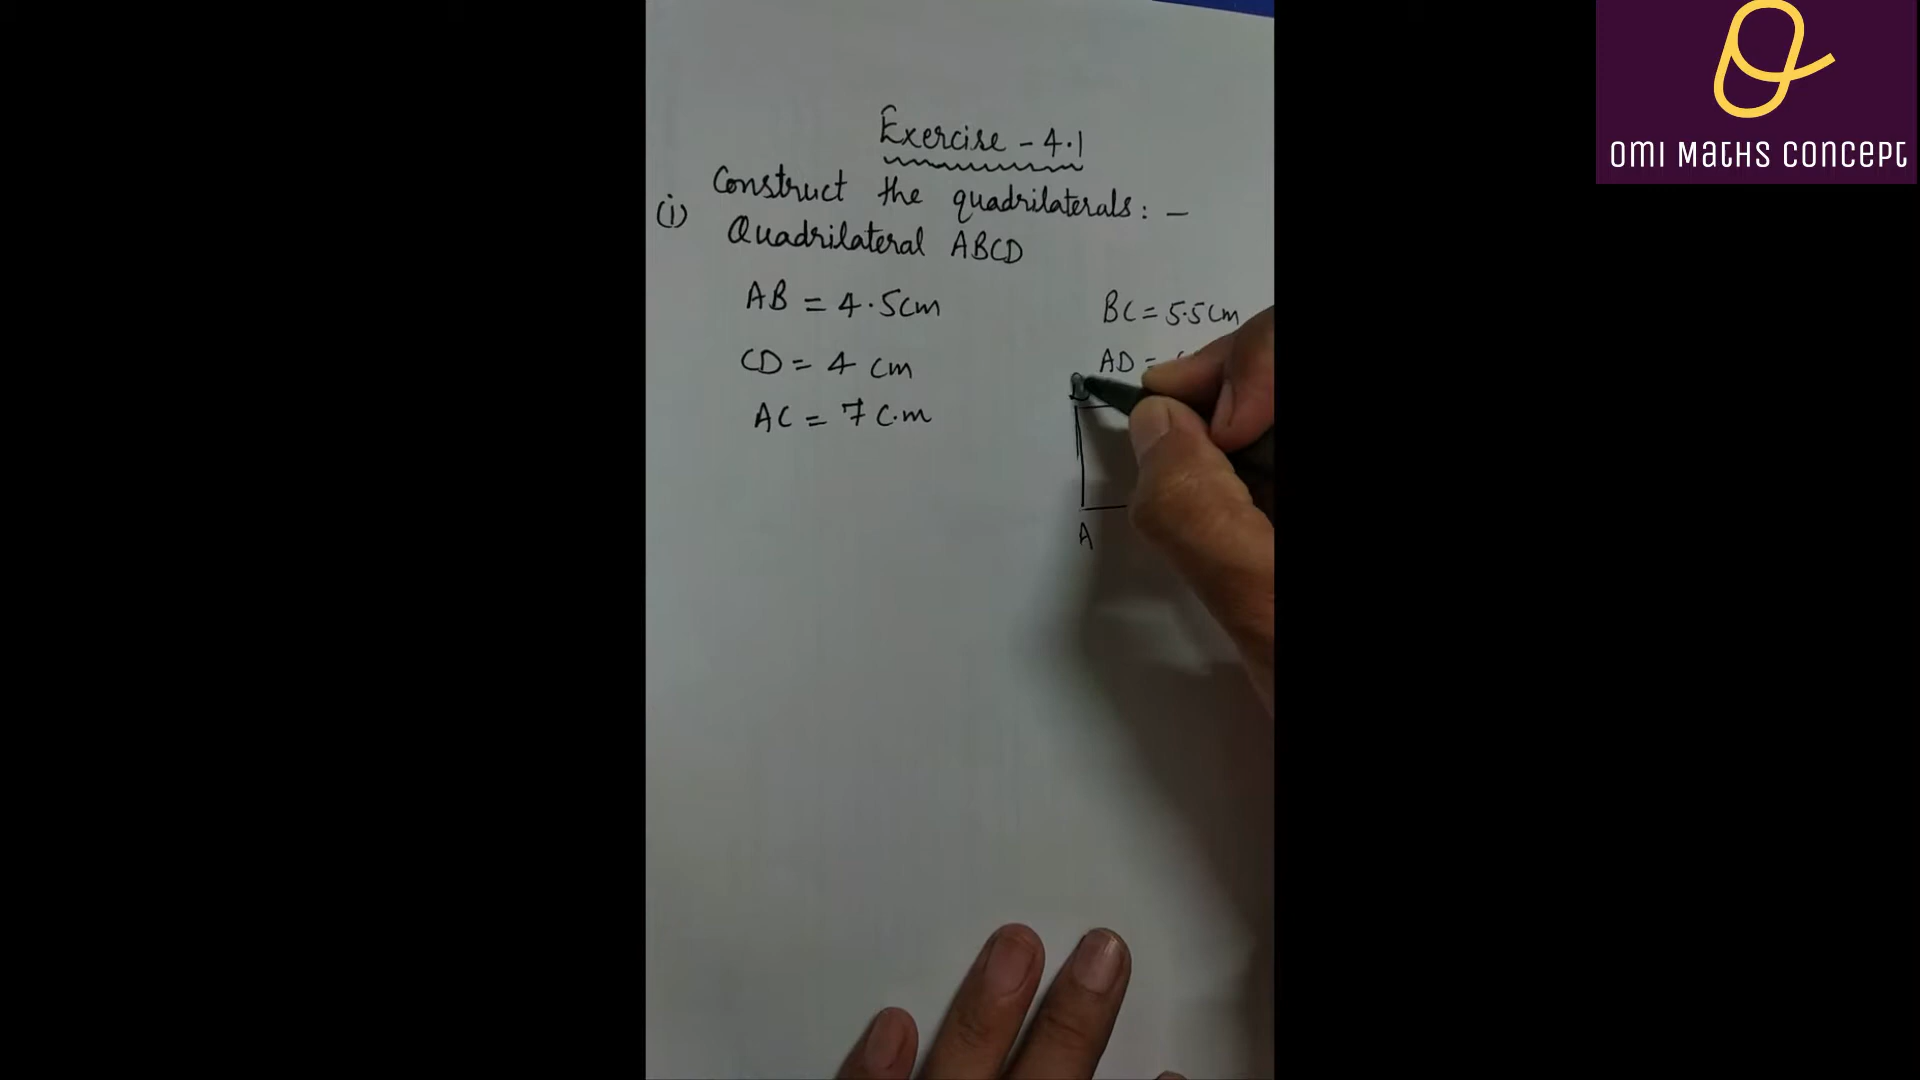 Exercise - 4.1
(i) Construct the quadrilaterals: -
Quadrilateral ABCD
AB = 4.5cm
BC = 5.5cm
CD = 4 cm
AD =
AC = 7 c.m
D
A
OMI MATHS CONCEPT